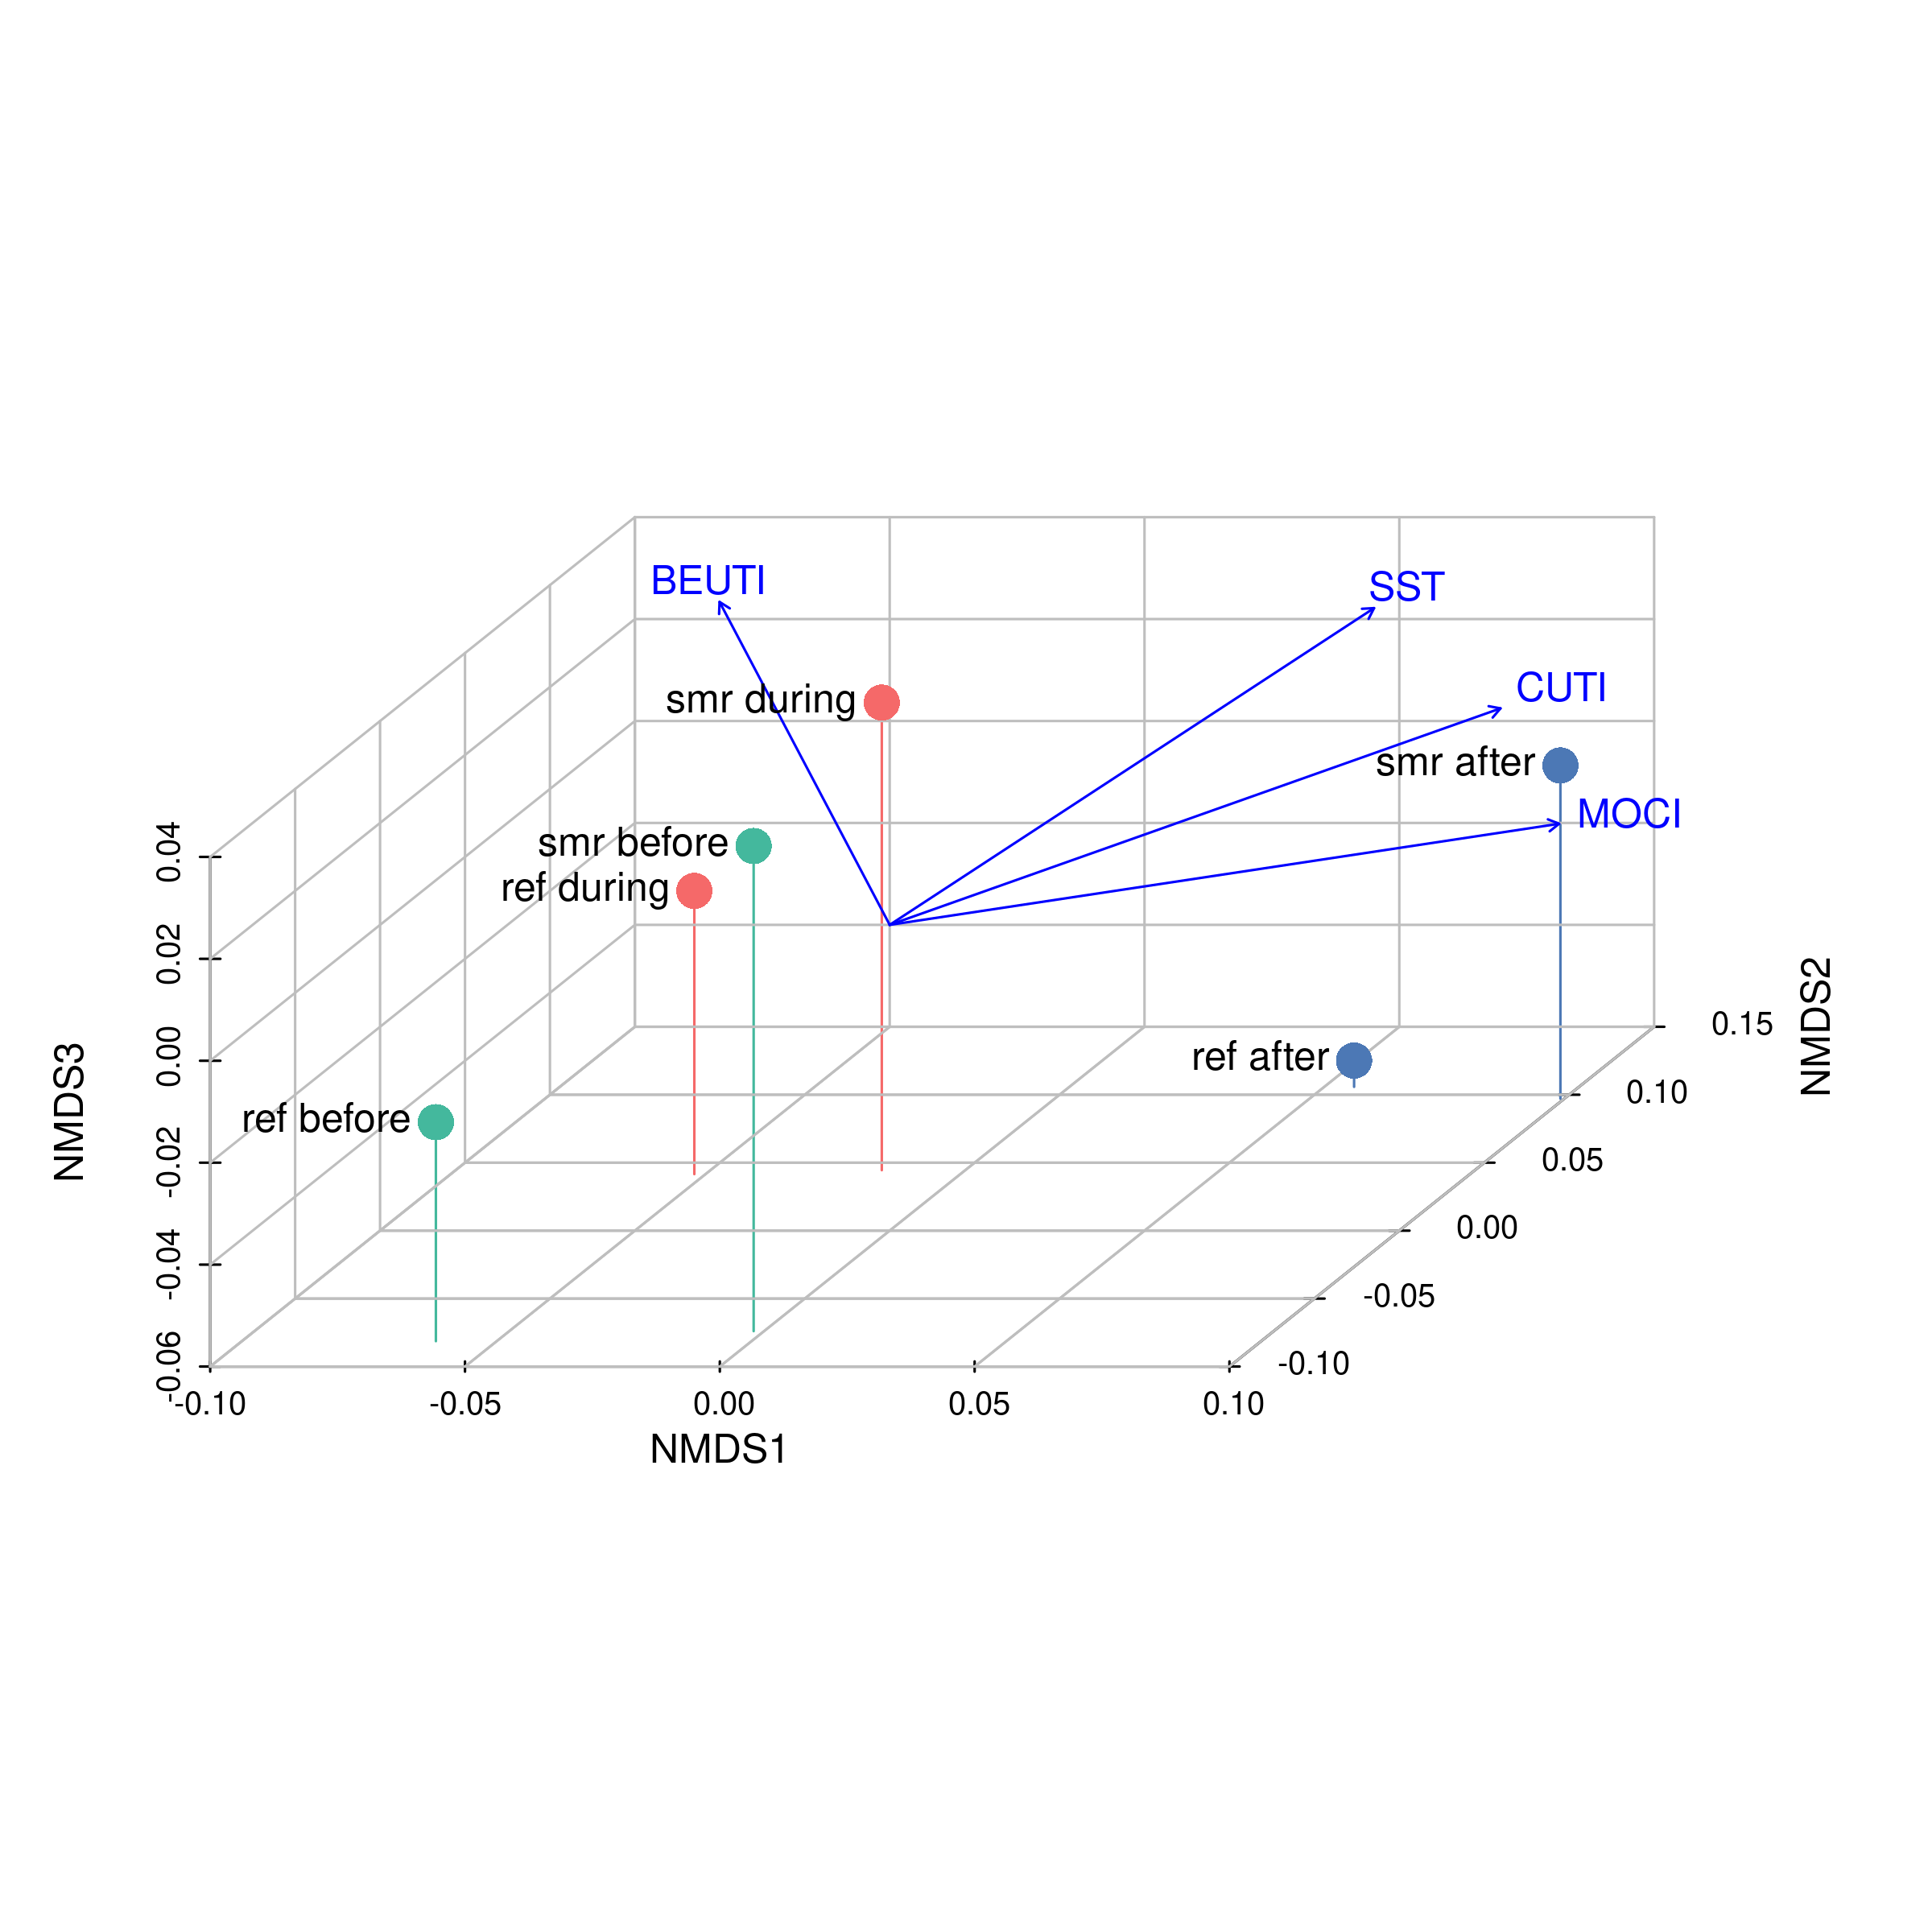 BEUTI
SST
CUTI
smr during
smr after
MOCI
smr before
ref during
ref after
ref before
0.04
0.02
0.00
-0.02
-0.04
-0.06
NMDS3
-0.10
-0.05
0.00
0.05
0.10
NMDS1
-0.10
-0.05
0.00
0.05
0.10
0.15
NMDS2